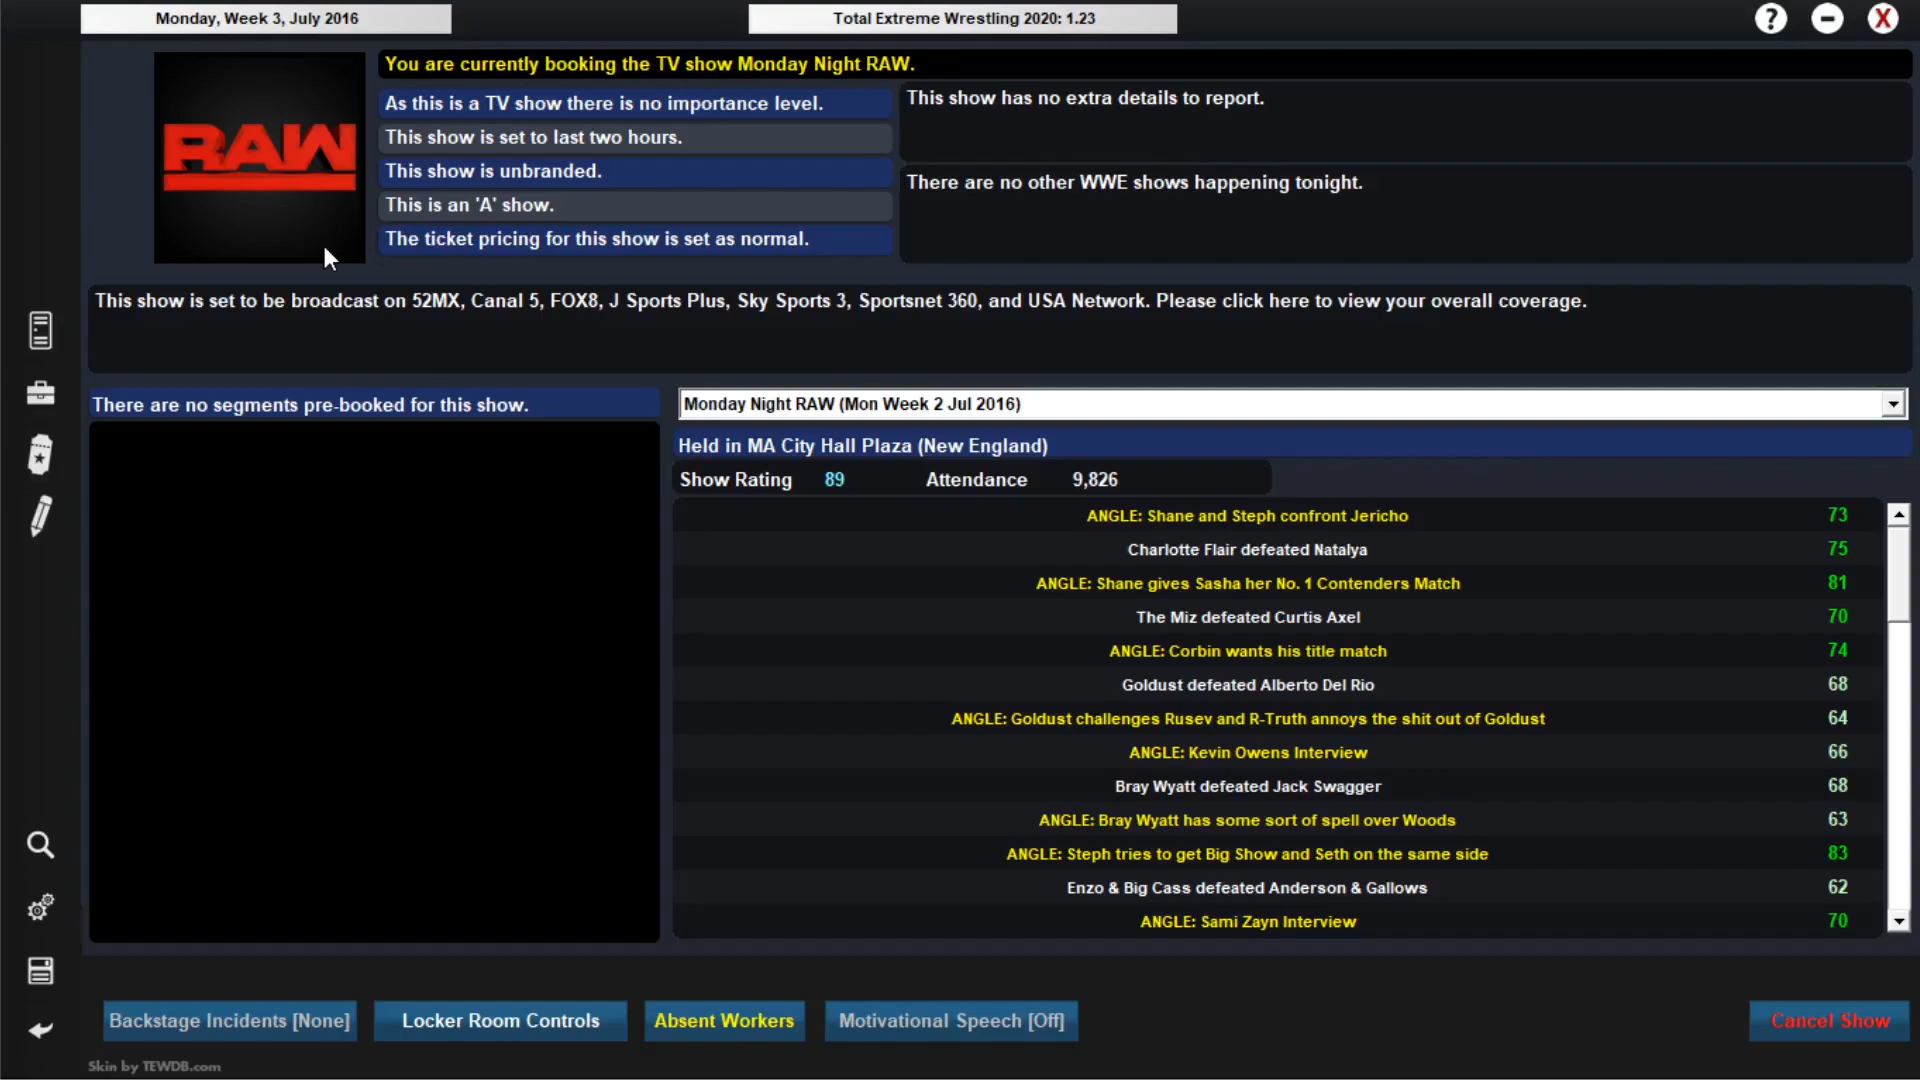 Monday, Week 3, July 2016
Total Extreme Wrestling 2020: 1.23
?
X
RAW
You are currently booking the TV show Monday Night RAW.
As this is a TV show there is no importance level.
This show is set to last two hours.
This show is unbranded.
This is an 'A' show.
The ticket pricing for this show is set as normal.
This show has no extra details to report.
There are no other WWE shows happening tonight.
This show is set to be broadcast on 52MX, Canal 5, FOX8, J Sports Plus, Sky Sports 3, Sportsnet 360, and USA Network. Please click here to view your overall coverage.
There are no segments pre-booked for this show.
Monday Night RAW (Mon Week 2 Jul 2016)
Held in MA City Hall Plaza (New England)
Show Rating 89 Attendance 9,826
ANGLE: Shane and Steph confront Jericho 73
Charlotte Flair defeated Natalya 75
ANGLE: Shane gives Sasha her No. 1 Contenders Match 81
The Miz defeated Curtis Axel 70
ANGLE: Corbin wants his title match 74
Goldust defeated Alberto Del Rio 68
ANGLE: Goldust challenges Rusev and R-Truth annoys the shit out of Goldust 64
ANGLE: Kevin Owens Interview 66
Bray Wyatt defeated Jack Swagger 68
ANGLE: Bray Wyatt has some sort of spell over Woods 63
ANGLE: Steph tries to get Big Show and Seth on the same side 83
Enzo & Big Cass defeated Anderson & Gallows 62
ANGLE: Sami Zayn Interview 70
Backstage Incidents [None]
Locker Room Controls
Absent Workers
Motivational Speech [Off]
Cancel Show
Skin by TEWDB.com